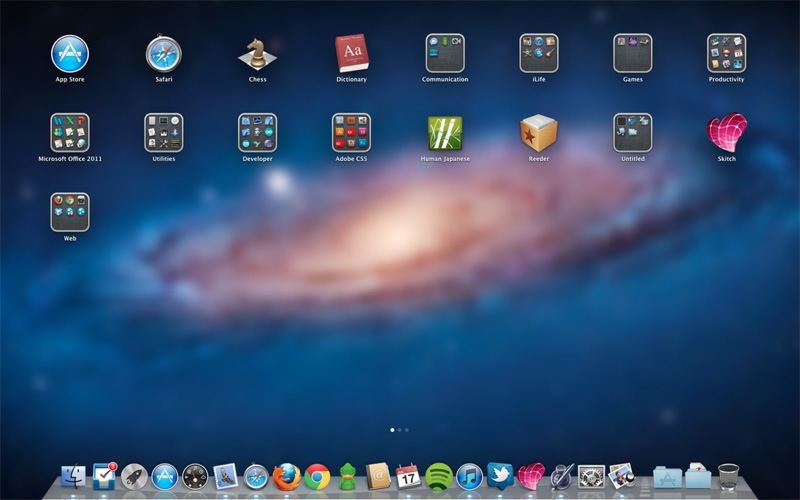 App Store
Safari
Chess
Aa
Dictionary
Communication
iLife
Games
Productivity
Microsoft Office 2011
Utilities
Developer
Adobe CS5
Human Japanese
Reeder
Untitled
Skitch
Web
17